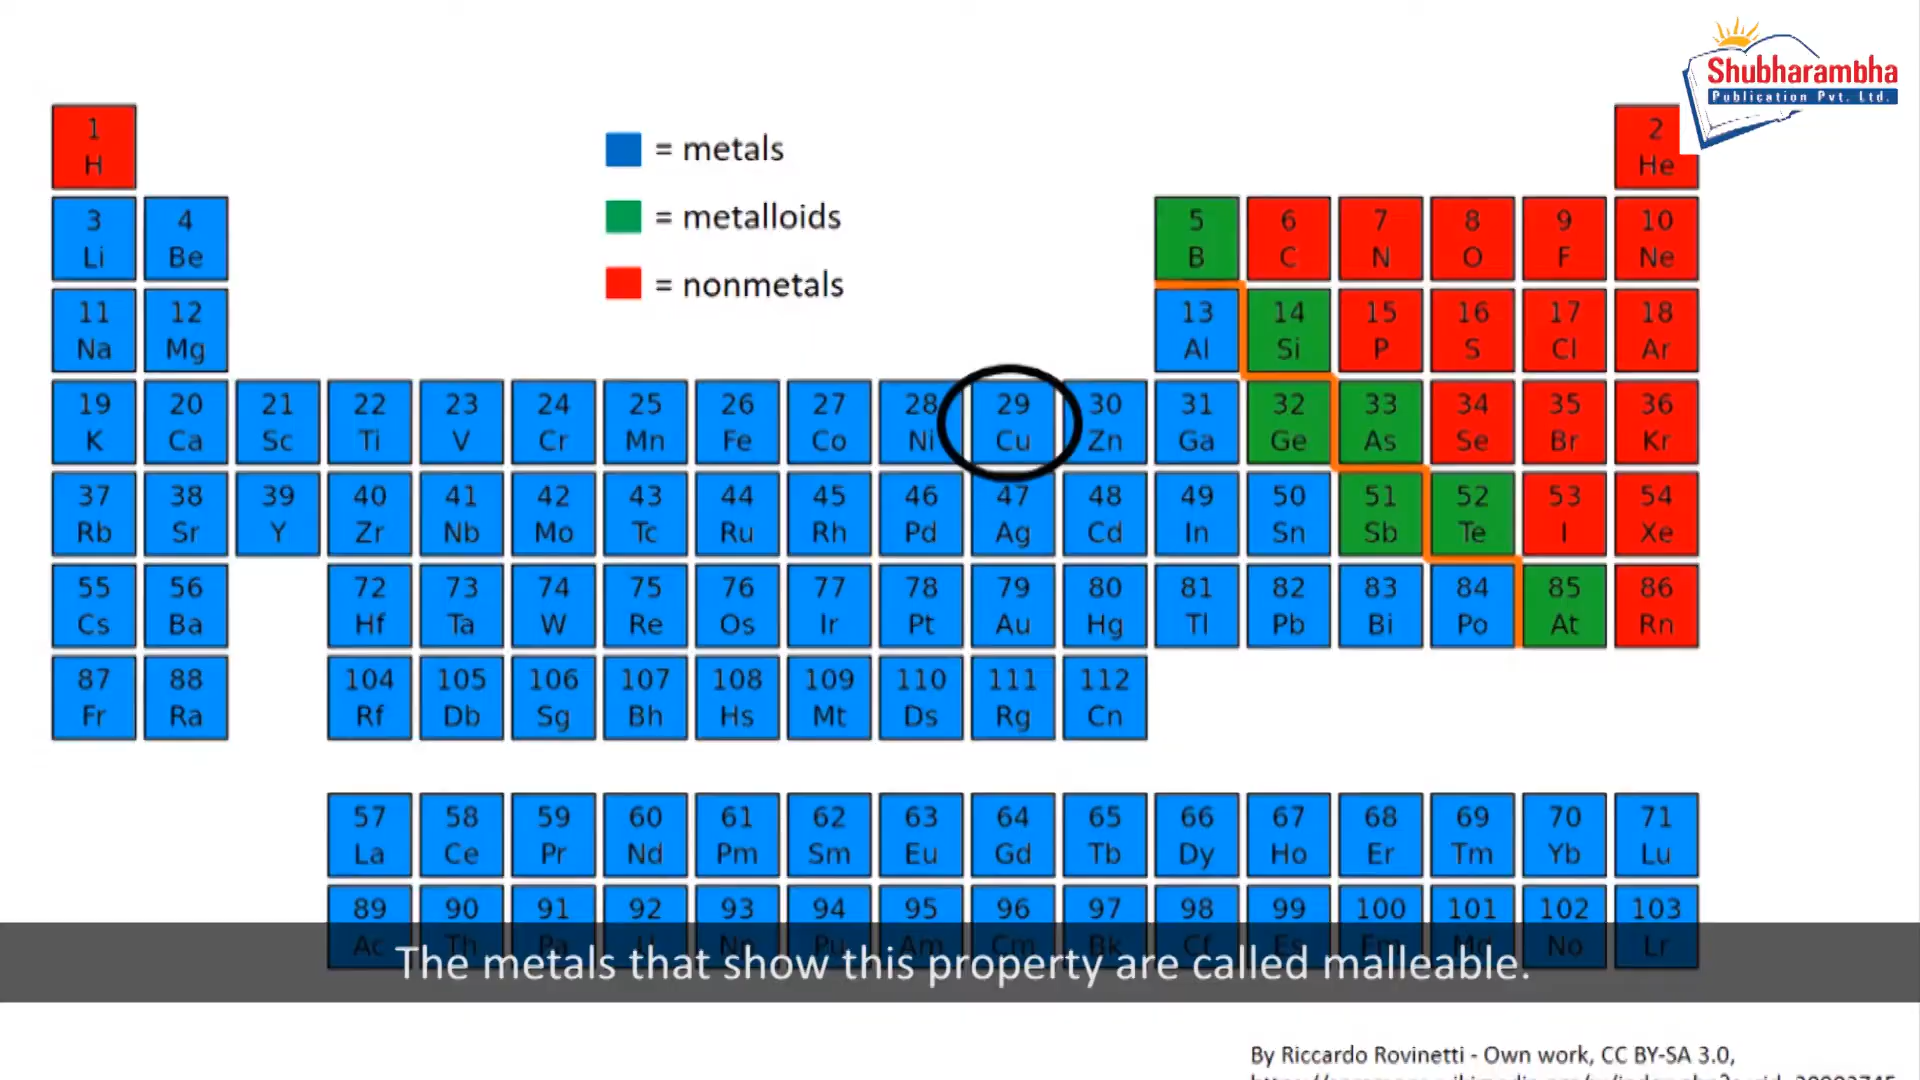 Shubharambha
Publication Pvt. Ltd.
= metals
= metalloids
= nonmetals
1 2
H He
3 4 5 6 7 8 9 10
Li Be B C N O F Ne
11 12 13 14 15 16 17 18
Na Mg Al Si P S Cl Ar
19 20 21 22 23 24 25 26 27 28 29 30 31 32 33 34 35 36
K Ca Sc Ti V Cr Mn Fe Co Ni Cu Zn Ga Ge As Se Br Kr
37 38 39 40 41 42 43 44 45 46 47 48 49 50 51 52 53 54
Rb Sr Y Zr Nb Mo Tc Ru Rh Pd Ag Cd In Sn Sb Te I Xe
55 56 72 73 74 75 76 77 78 79 80 81 82 83 84 85 86
Cs Ba Hf Ta W Re Os Ir Pt Au Hg Tl Pb Bi Po At Rn
87 88 104 105 106 107 108 109 110 111 112
Fr Ra Rf Db Sg Bh Hs Mt Ds Rg Cn
57 58 59 60 61 62 63 64 65 66 67 68 69 70 71
La Ce Pr Nd Pm Sm Eu Gd Tb Dy Ho Er Tm Yb Lu
89 90 91 92 93 94 95 96 97 98 99 100 101 102 103
Ac No Lr
The metals that show this property are called malleable.
By Riccardo Rovinetti - Own work, CC BY-SA 3.0,